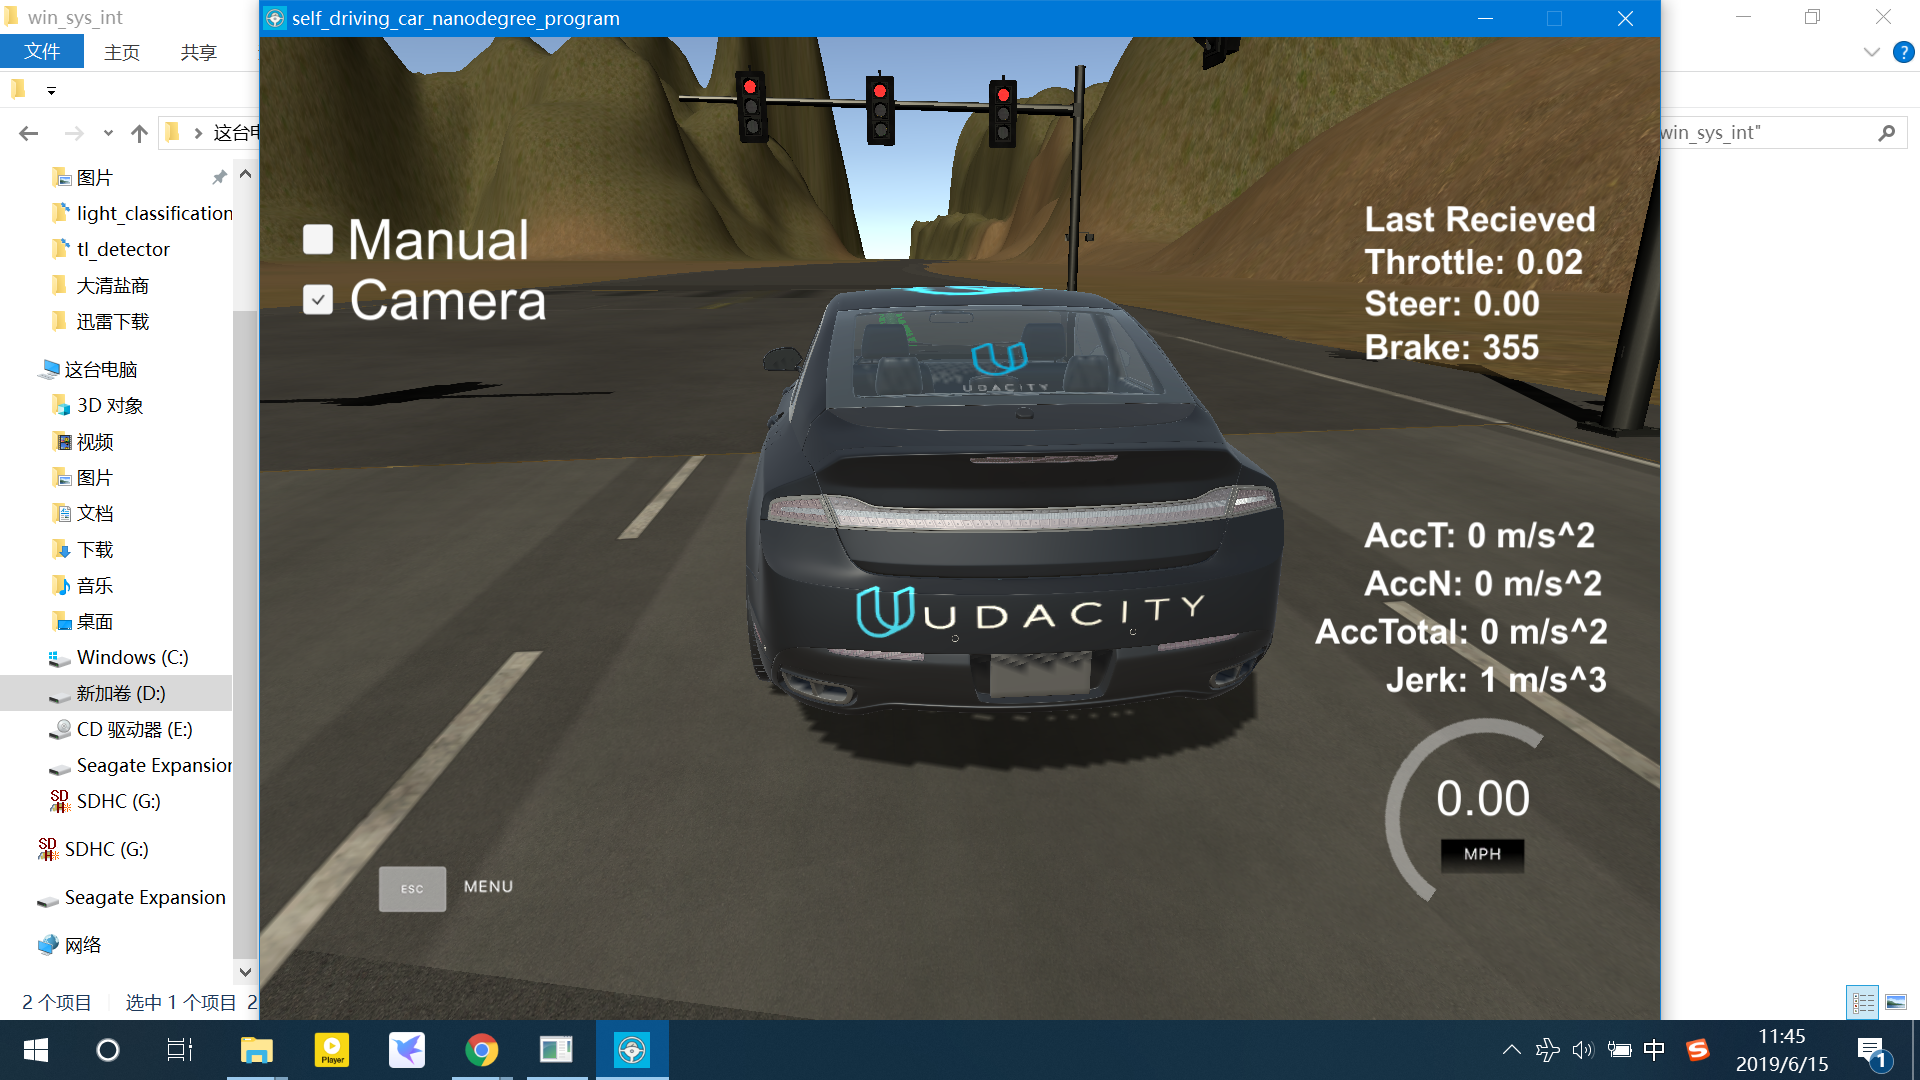 win_sys_int
self_driving_car_nanodegree_program
文件
主页
共享
?
这台电
win_sys_int"
图片
light_classification
tl_detector
大清盐商
迅雷下载
这台电脑
3D 对象
视频
图片
文档
下载
音乐
桌面
Windows (C:)
新加卷 (D:)
CD 驱动器 (E:)
Seagate Expansion
SDHC (G:)
SDHC (G:)
Seagate Expansion
网络
2 个项目
选中 1 个项目 2
Manual
Camera
Last Recieved
Throttle: 0.02
Steer: 0.00
Brake: 355
UDACITY
UDACITY
AccT: 0 m/s^2
AccN: 0 m/s^2
AccTotal: 0 m/s^2
Jerk: 1 m/s^3
0.00
MPH
ESC
MENU
Player
中
11:45
2019/6/15
1